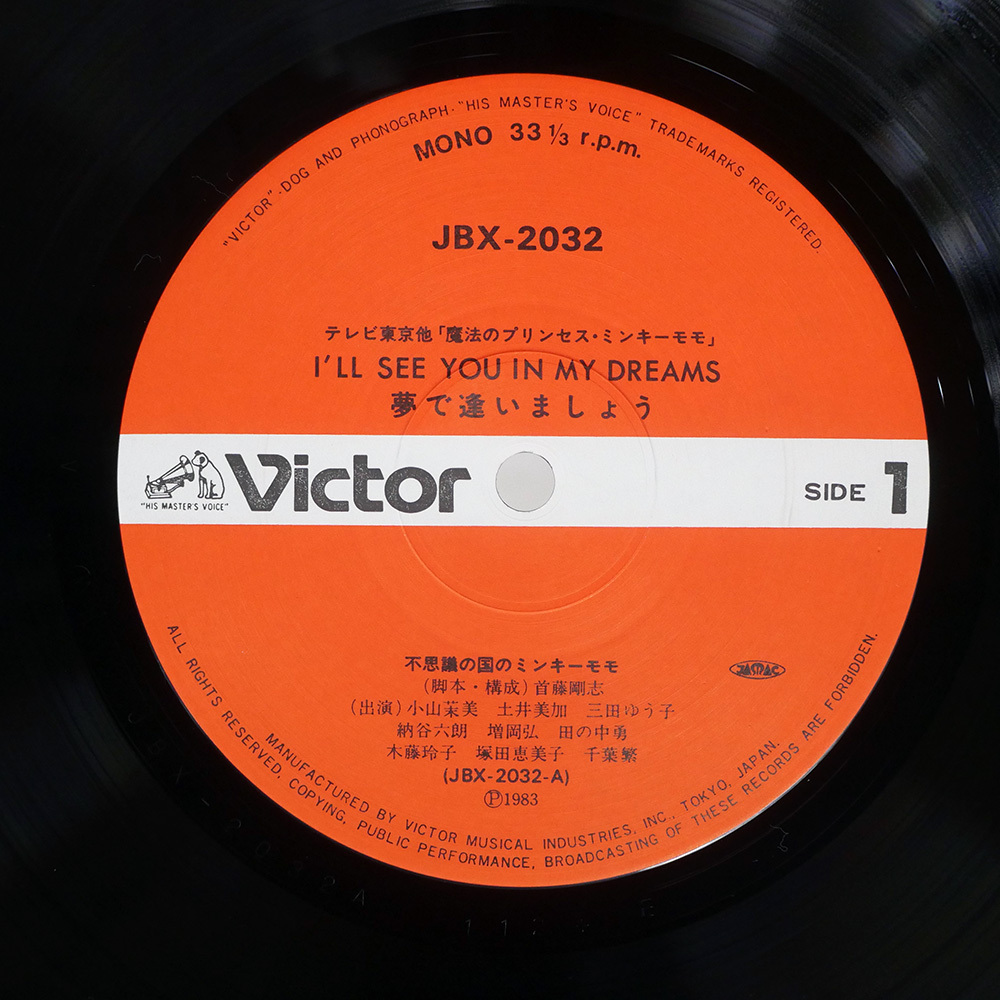 "VICTOR"-DOG AND PHONOGRAPH-"HIS MASTER'S VOICE" TRADEMARKS REGISTERED.
MONO 33 1/3 r.p.m.
JBX-2032
テレビ東京他「魔法のプリンセス・ミンキーモモ」
I'LL SEE YOU IN MY DREAMS
夢で逢いましょう
"HIS MASTER'S VOICE"
Victor
SIDE 1
不思議の国のミンキーモモ
(脚本・構成)首藤剛志
(出演)小山茉美 土井美加 三田ゆう子
納谷六朗 増岡弘 田の中勇
木藤玲子 塚田恵美子 千葉繁
(JBX-2032-A)
Ⓟ1983
JASRAC
MANUFACTURED BY VICTOR MUSICAL INDUSTRIES, INC., TOKYO, JAPAN.
ALL RIGHTS RESERVED. COPYING, PUBLIC PERFORMANCE, BROADCASTING OF THESE RECORDS ARE FORBIDDEN.